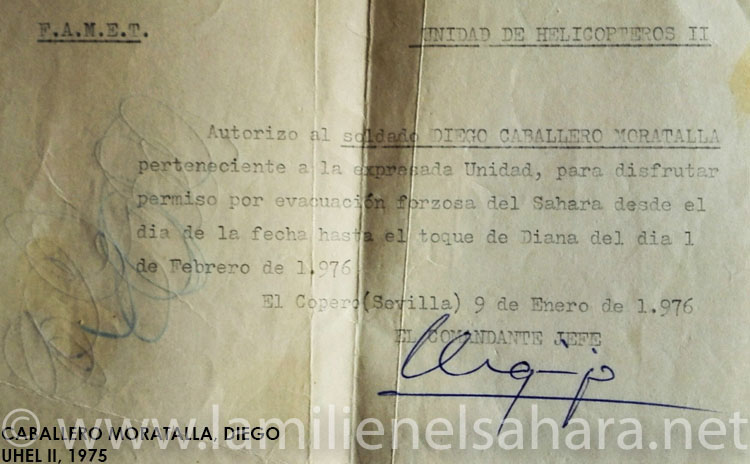 F.A.M.E.T. UNIDAD DE HELICOPTEROS II
Autorizo al soldado DIEGO CABALLERO MORATALLA
perteneciente a la expresada Unidad, para disfrutar
permiso por evacuación forzosa del Sahara desde el
dia de la fecha hasta el toque de Diana del dia 1
de Febrero de 1.976
El Copero(Sevilla) 9 de Enero de 1.976
EL COMANDANTE JEFE
© www.lamilienelsahara.net
CABALLERO MORATALLA, DIEGO
UHEL II, 1975